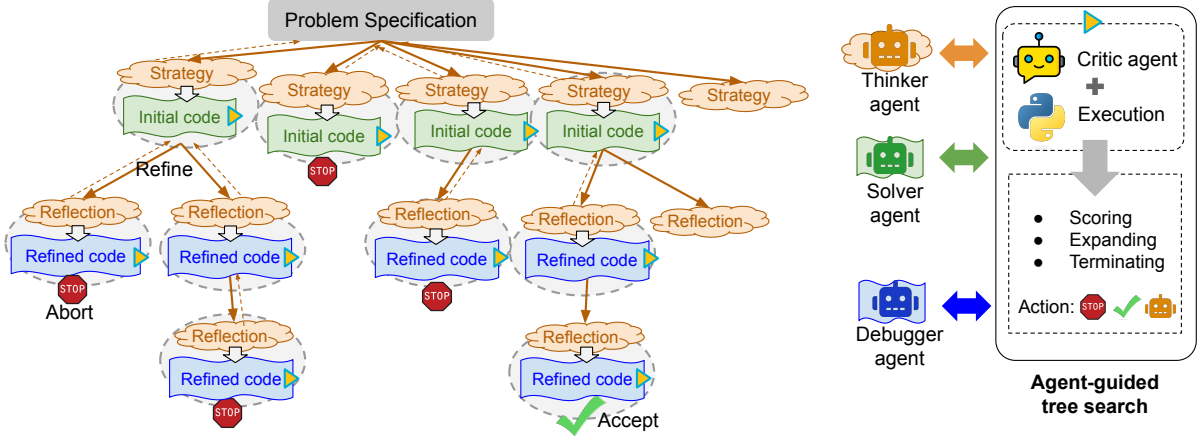 Problem Specification
Strategy
Initial code
Strategy
Initial code
STOP
Strategy
Initial code
Strategy
Initial code
Strategy
Refine
Reflection
Refined code
STOP
Abort
Reflection
Refined code
Reflection
Refined code
STOP
Reflection
Refined code
STOP
Reflection
Refined code
Reflection
Reflection
Refined code
Accept
Thinker
agent
Solver
agent
Debugger
agent
Critic agent
+
Execution
● Scoring
● Expanding
● Terminating
Action: STOP
Agent-guided
tree search